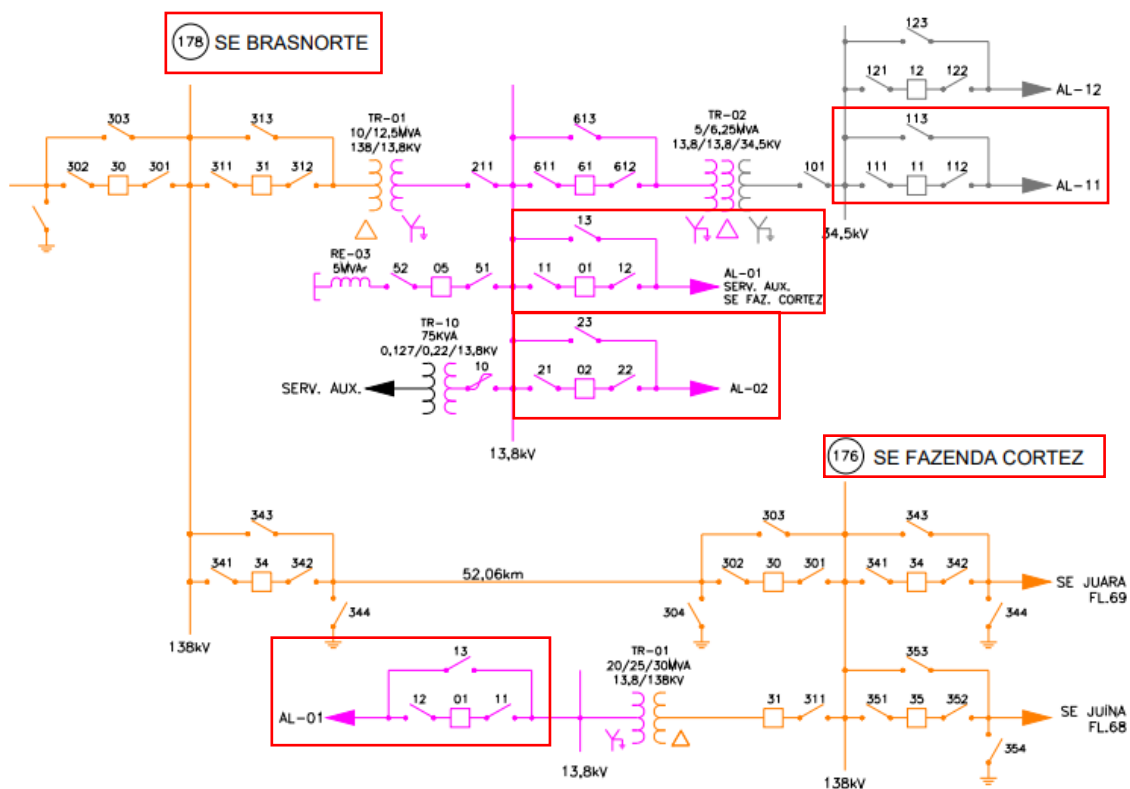 178 SE BRASNORTE
123
121 12 122
AL-12
303
313
TR-01
10/12,5MVA
138/13.8KV
613
TR-02
5/6.25MVA
13.8/13.8/34.5KV
113
302 30 301
311 31 312
211
611 61 612
101
111 11 112
AL-11
34.5kV
13
RE-03
5MVAr
52 05 51
11 01 12
AL-01
SERV. AUX.
SE FAZ. CORTEZ
TR-10
75KVA
0,127/0,22/13.8KV
23
SERV. AUX.
10
21 02 22
AL-02
13,8kV
176 SE FAZENDA CORTEZ
343
341 34 342
52,06km
344
138kV
303
343
302 30 301
341 34 342
SE JUARA
FL.69
304
344
13
TR-01
20/25/30MVA
13,8/138KV
353
AL-01
12 01 11
31 311
351 35 352
SE JUÍNA
FL.68
354
13,8kV
138kV